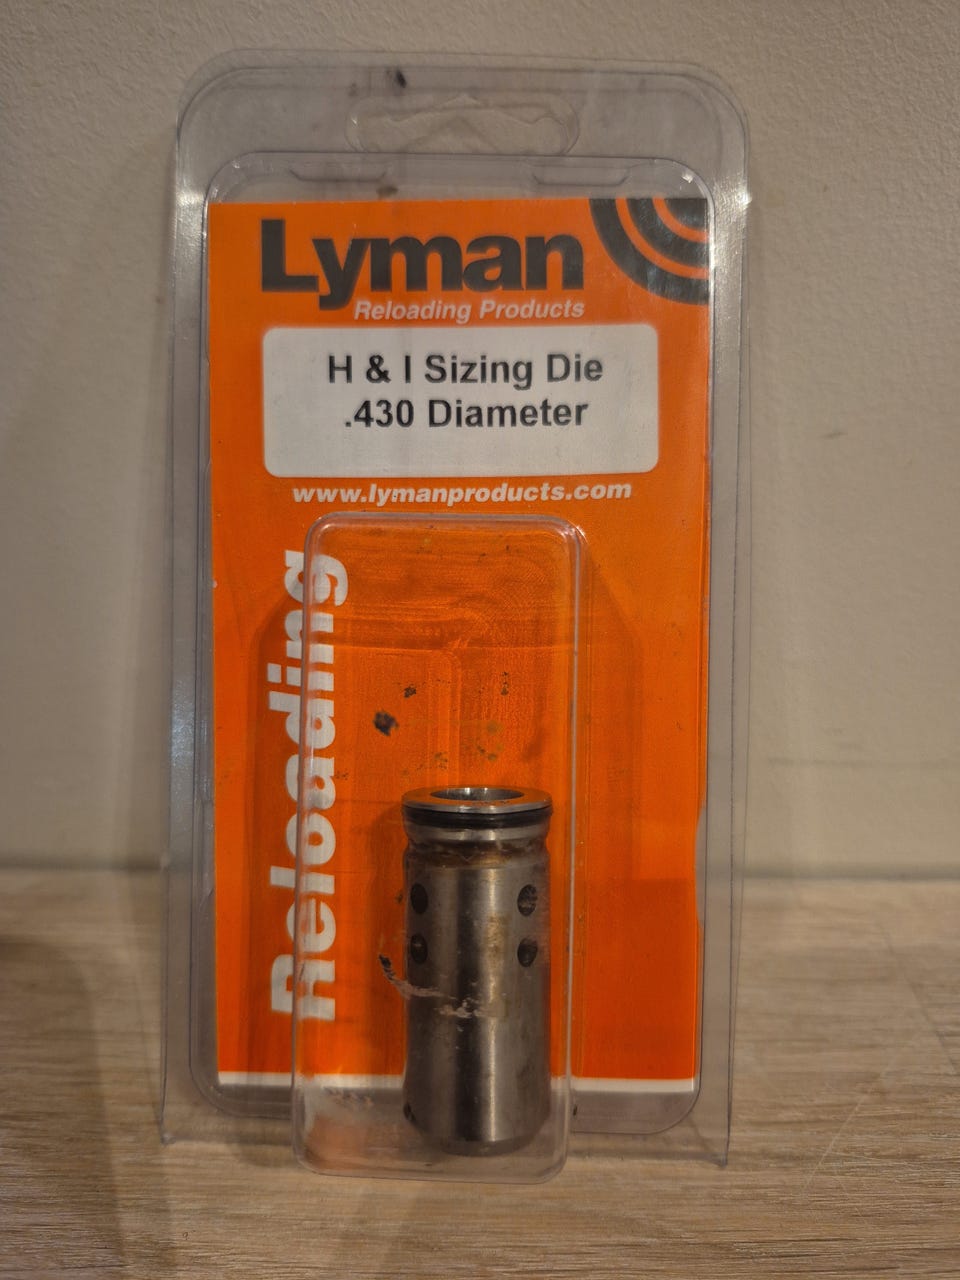 Lyman
Reloading Products
H & I Sizing Die
.430 Diameter
www.lymanproducts.com
Reloading